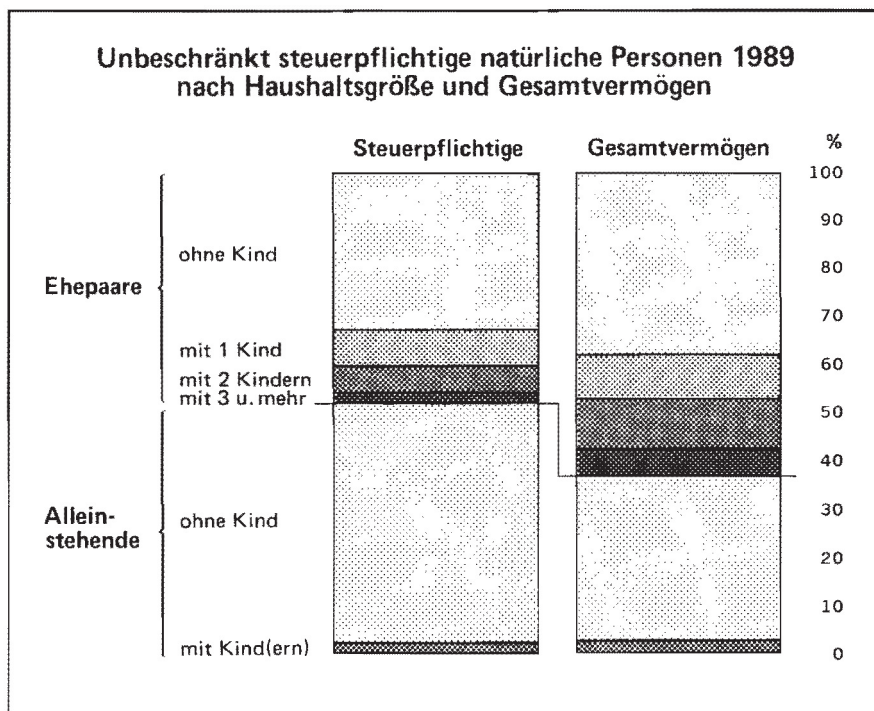 Unbeschränkt steuerpflichtige natürliche Personen 1989
nach Haushaltsgröße und Gesamtvermögen
Steuerpflichtige
Gesamtvermögen
%
100
90
80
70
60
50
40
30
20
10
0
Ehepaare
ohne Kind
mit 1 Kind
mit 2 Kindern
mit 3 u. mehr
Allein-
stehende
ohne Kind
mit Kind(ern)